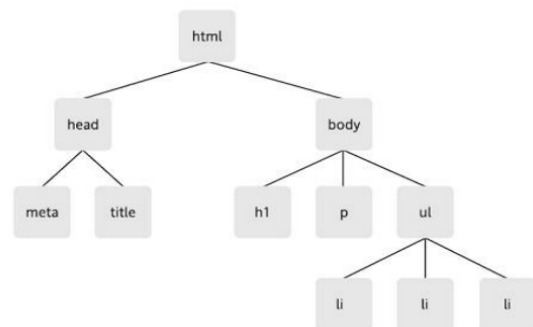 html
head body
meta title h1 p ul
li li li